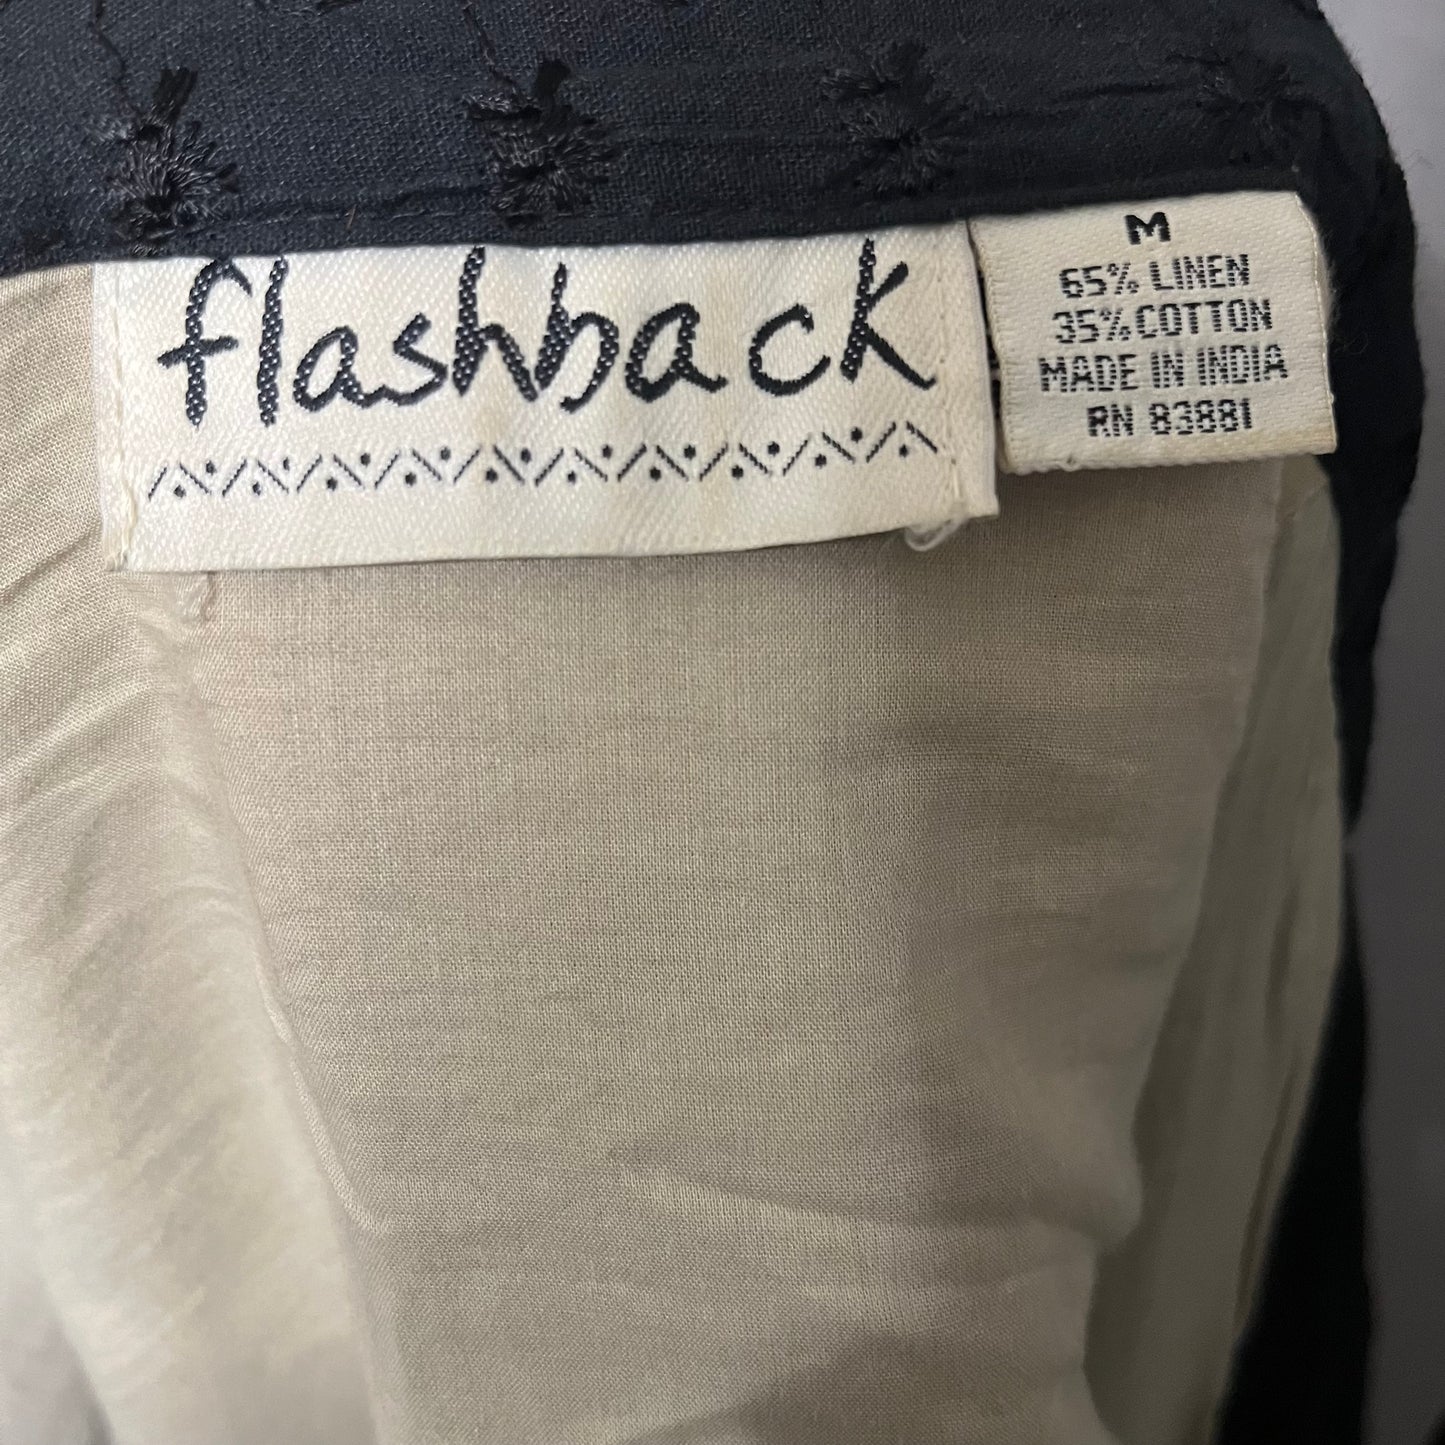 flashback
M
65% LINEN
35% COTTON
MADE IN INDIA
RN 83881